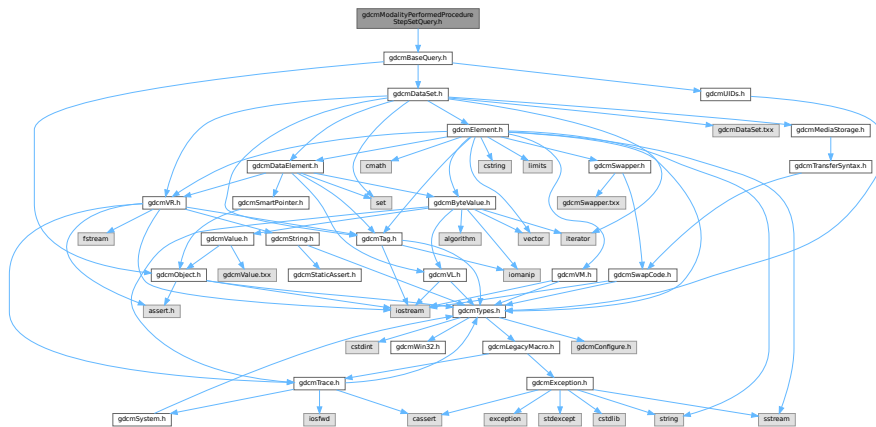 gdcmModalityPerformedProcedure
StepSetQuery.h
gdcmBaseQuery.h
gdcmDataSet.h
gdcmUIDs.h
gdcmElement.h
gdcmDataSet.txx
gdcmMediaStorage.h
gdcmDataElement.h
cmath
cstring
limits
gdcmSwapper.h
gdcmTransferSyntax.h
gdcmVR.h
gdcmSmartPointer.h
set
gdcmByteValue.h
gdcmSwapper.txx
fstream
gdcmValue.h
gdcmString.h
gdcmTag.h
algorithm
vector
iterator
gdcmObject.h
gdcmValue.txx
gdcmStaticAssert.h
gdcmVL.h
iomanip
gdcmVM.h
gdcmSwapCode.h
assert.h
iostream
gdcmTypes.h
cstdint
gdcmWin32.h
gdcmLegacyMacro.h
gdcmConfigure.h
gdcmTrace.h
gdcmException.h
gdcmSystem.h
iosfwd
cassert
exception
stdexcept
cstdlib
string
sstream